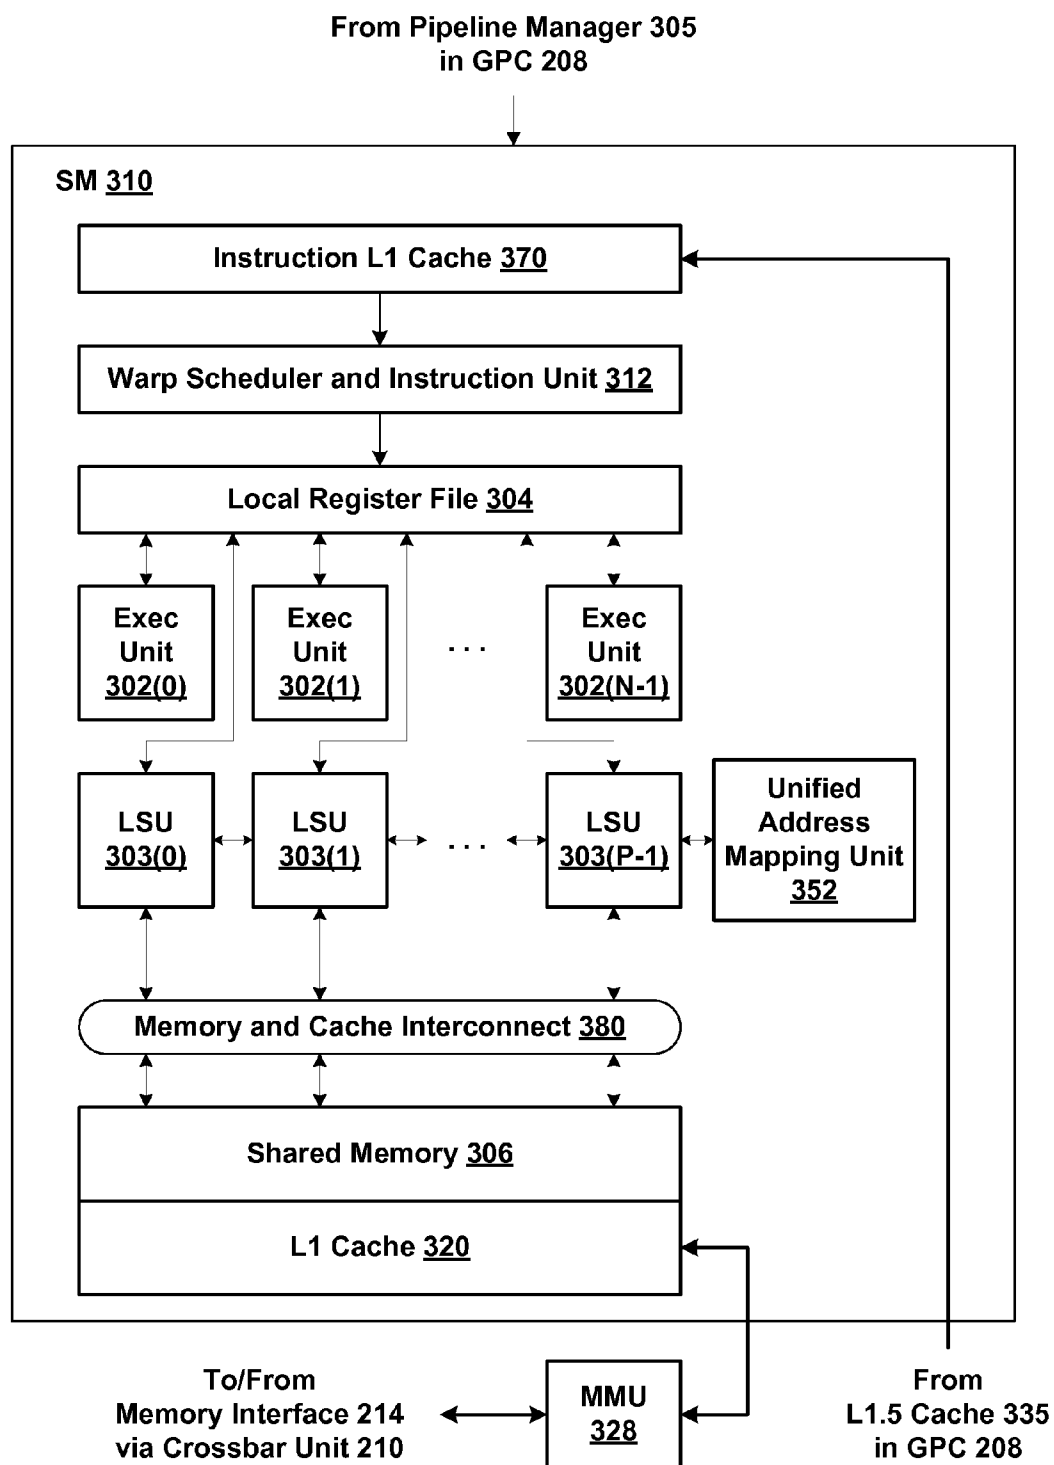 From Pipeline Manager 305
in GPC 208
SM 310
Instruction L1 Cache 370
Warp Scheduler and Instruction Unit 312
Local Register File 304
Exec
Unit
302(0)
Exec
Unit
302(1)
. . .
Exec
Unit
302(N-1)
LSU
303(0)
LSU
303(1)
. . .
LSU
303(P-1)
Unified
Address
Mapping Unit
352
Memory and Cache Interconnect 380
Shared Memory 306
L1 Cache 320
To/From
Memory Interface 214
via Crossbar Unit 210
MMU
328
From
L1.5 Cache 335
in GPC 208